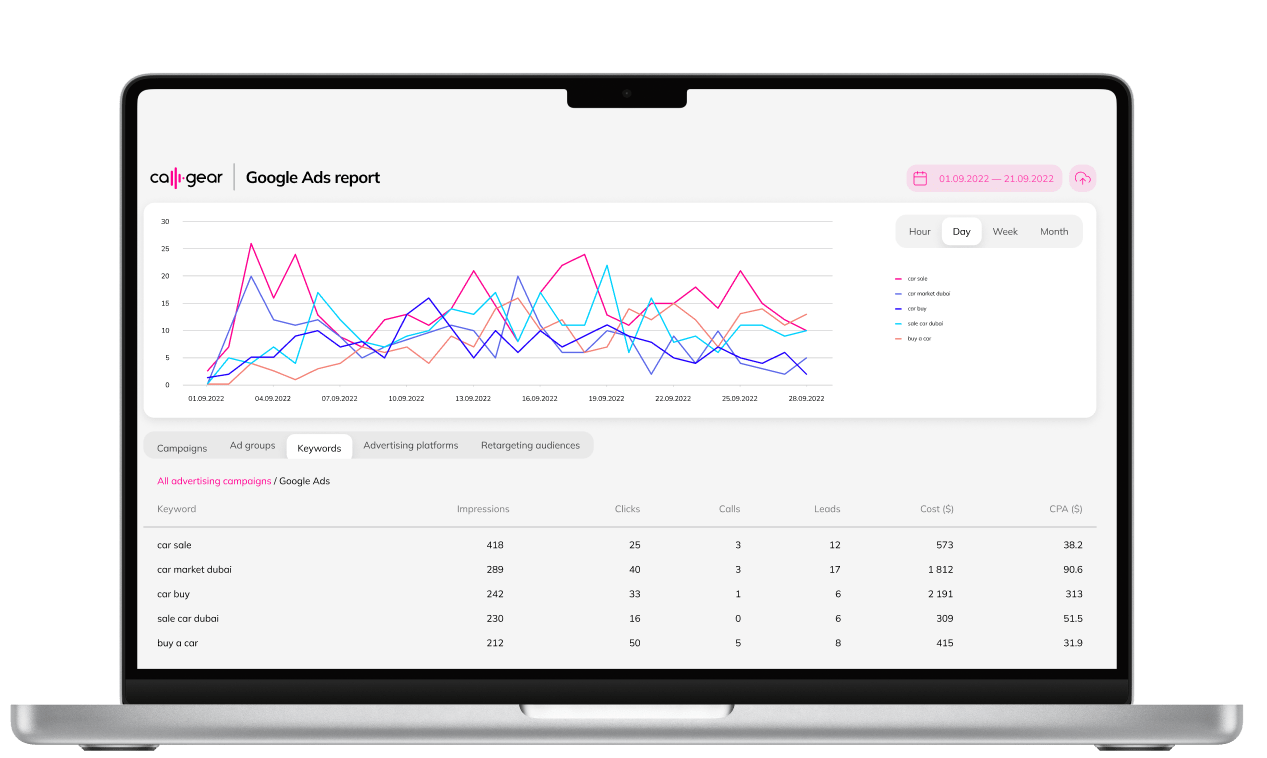 callgear Google Ads report
01.09.2022 — 21.09.2022
30
25
20
15
10
5
0
01.09.2022 04.09.2022 07.09.2022 10.09.2022 13.09.2022 16.09.2022 19.09.2022 22.09.2022 25.09.2022 28.09.2022
Hour Day Week Month
car sale
car market dubai
car buy
sale car dubai
buy a car
Campaigns Ad groups Keywords Advertising platforms Retargeting audiences
All advertising campaigns / Google Ads
Keyword Impressions Clicks Calls Leads Cost ($) CPA ($)
car sale 418 25 3 12 573 38.2
car market dubai 289 40 3 17 1 812 90.6
car buy 242 33 1 6 2 191 313
sale car dubai 230 16 0 6 309 51.5
buy a car 212 50 5 8 415 31.9